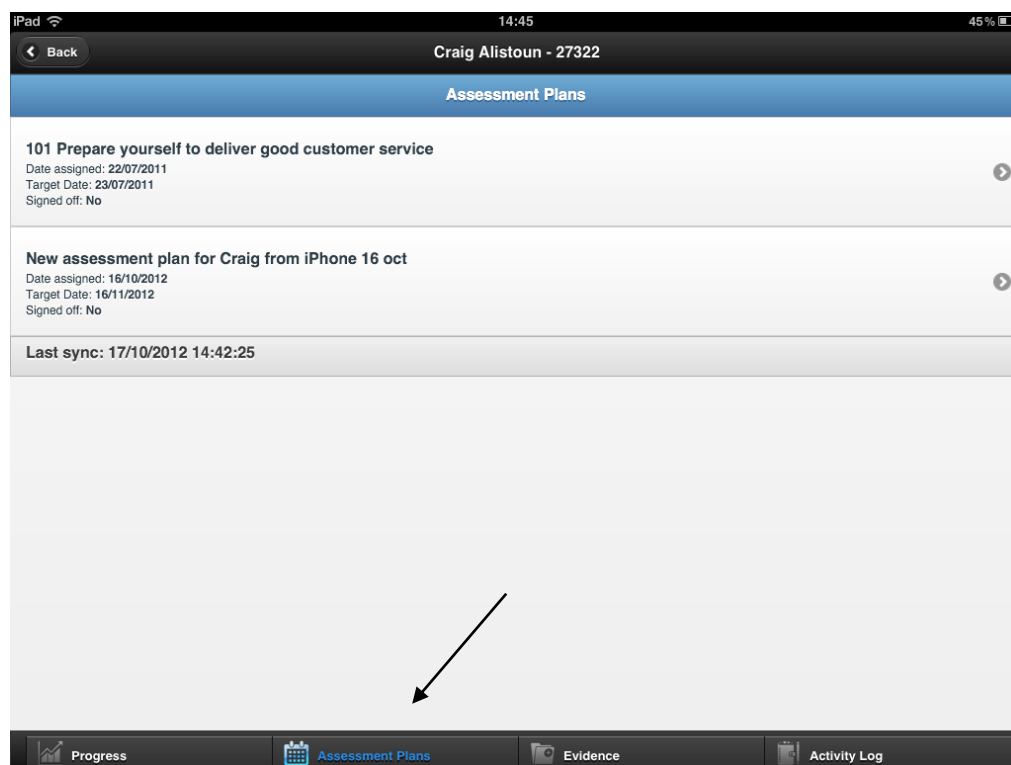 iPad 14:45 45%
Back Craig Alistoun - 27322
Assessment Plans
101 Prepare yourself to deliver good customer service
Date assigned: 22/07/2011
Target Date: 23/07/2011
Signed off: No
New assessment plan for Craig from iPhone 16 oct
Date assigned: 16/10/2012
Target Date: 16/11/2012
Signed off: No
Last sync: 17/10/2012 14:42:25
Progress Assessment Plans Evidence Activity Log